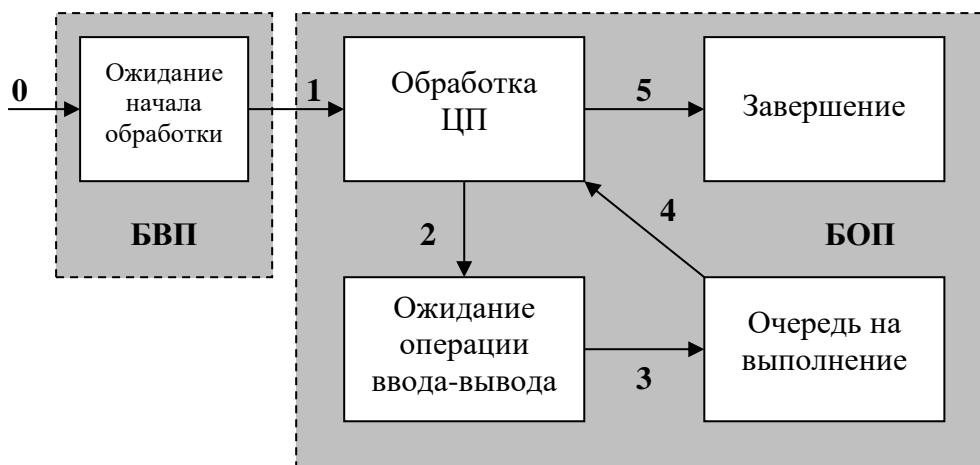 0
Ожидание
начала
обработки
1
Обработка
ЦП
5
Завершение
БВП
2
4
БОП
Ожидание
операции
ввода-вывода
3
Очередь на
выполнение